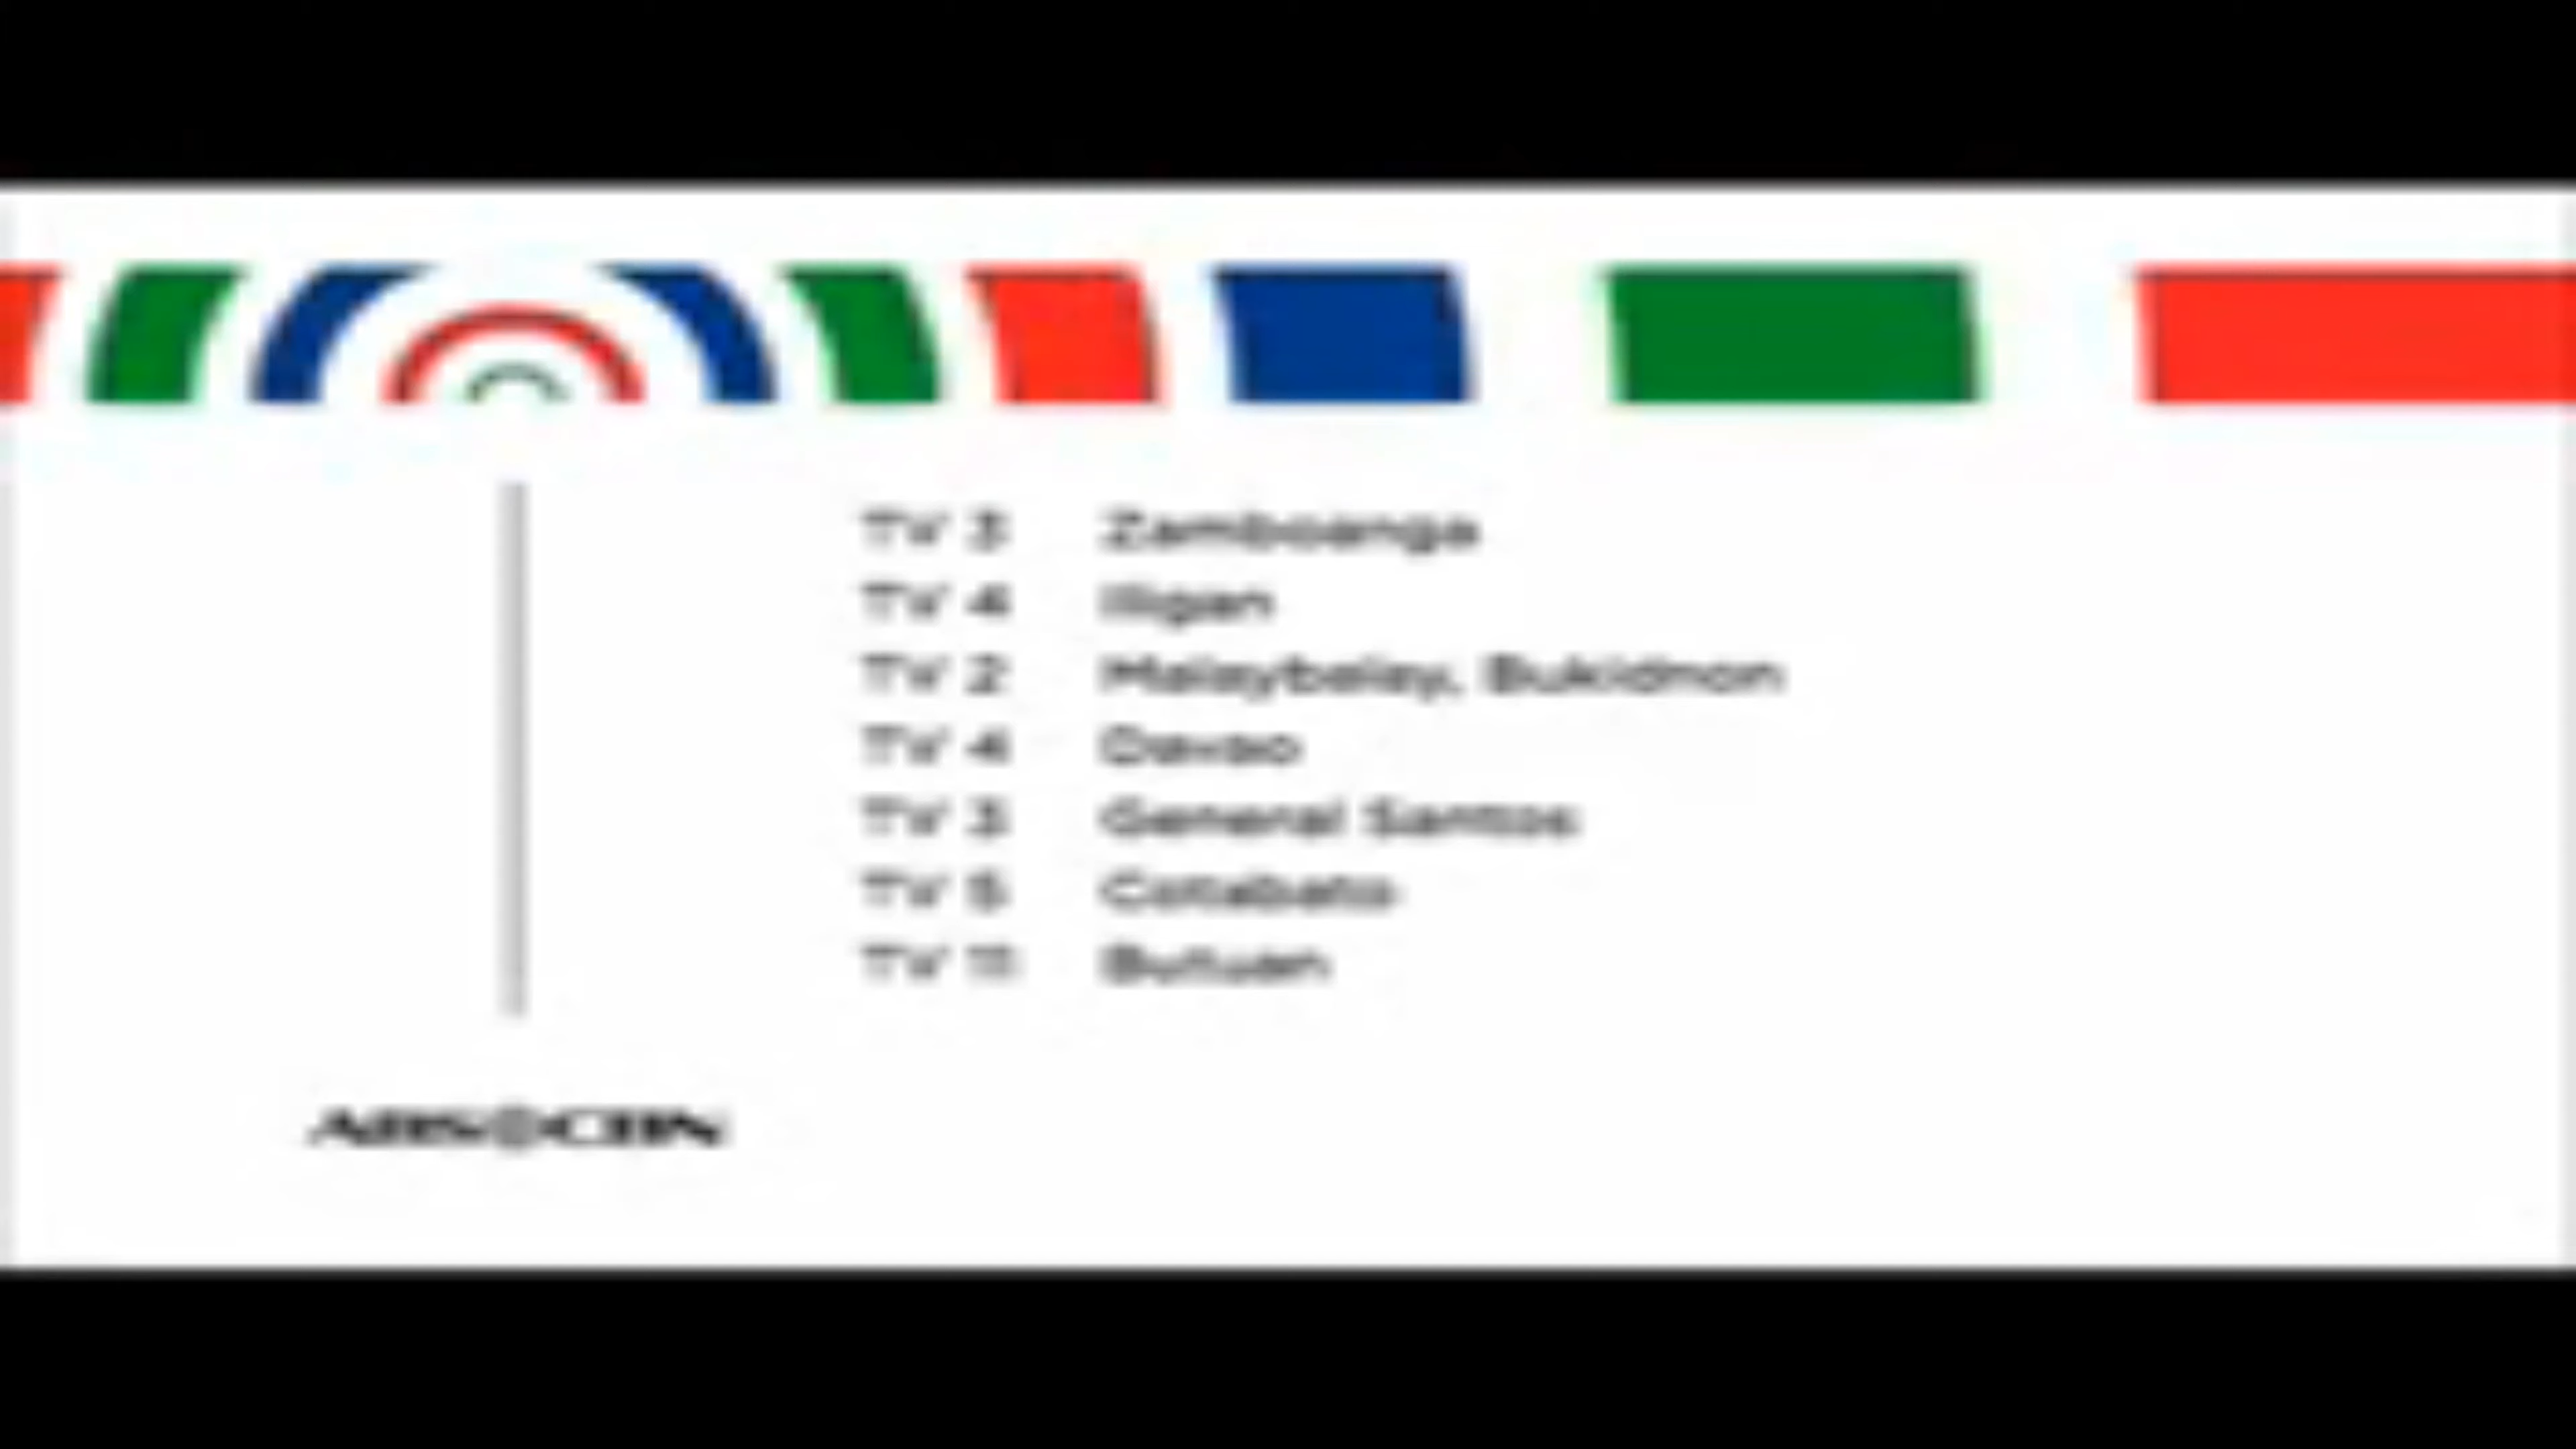 TV 3 Zamboanga
TV 4 Iligan
TV 2 Malaybalay, Bukidnon
TV 4 Davao
TV 3 General Santos
TV 5 Cotabato
TV 11 Butuan
ABS-CBN